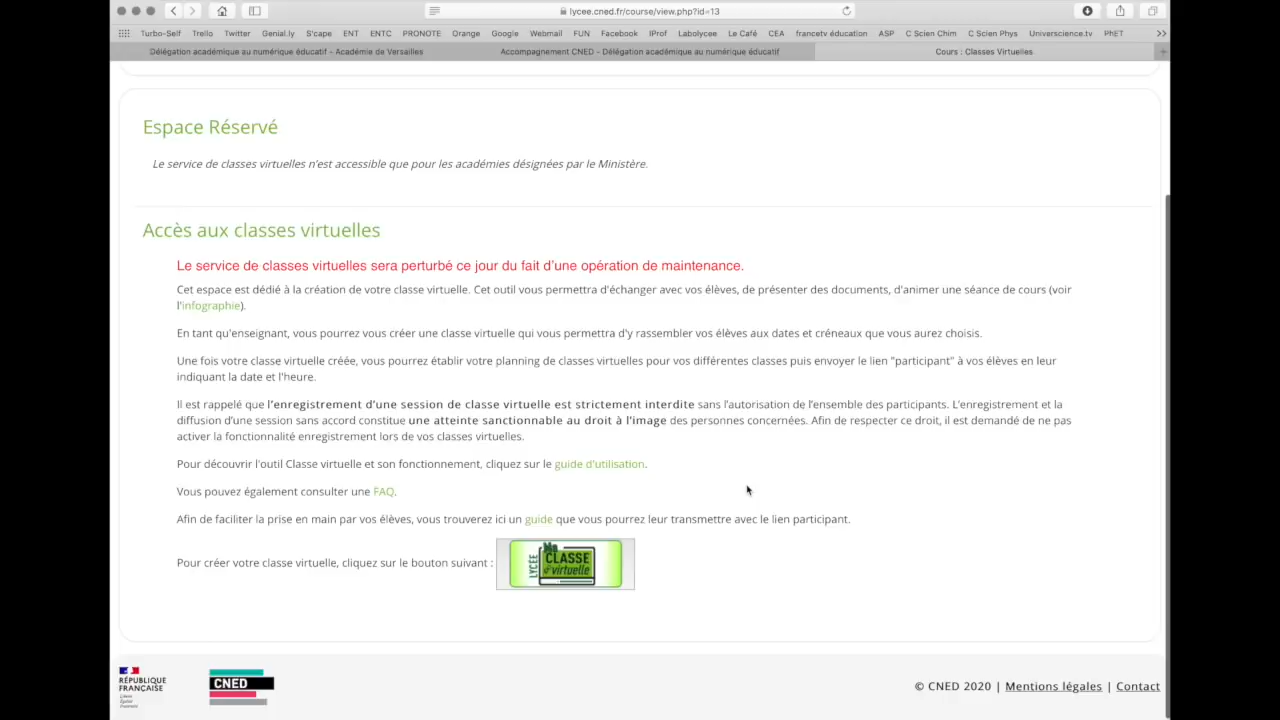 lycee.cned.fr/course/view.php?id=13
Turbo-Self Trello Twitter Genial.ly S'cape ENT ENTC PRONOTE Orange Google Webmail FUN Facebook IProf Labolycee Le Café CEA francetv éducation ASP C Scien Chim C Scien Phys Universcience.tv PhET
Délégation académique au numérique éducatif – Académie de Versailles
Accompagnement CNED – Délégation académique au numérique éducatif
Cours : Classes Virtuelles
Espace Réservé
Le service de classes virtuelles n'est accessible que pour les académies désignées par le Ministère.
Accès aux classes virtuelles
Le service de classes virtuelles sera perturbé ce jour du fait d'une opération de maintenance.
Cet espace est dédié à la création de votre classe virtuelle. Cet outil vous permettra d'échanger avec vos élèves, de présenter des documents, d'animer une séance de cours (voir
l'infographie).
En tant qu'enseignant, vous pourrez vous créer une classe virtuelle qui vous permettra d'y rassembler vos élèves aux dates et créneaux que vous aurez choisis.
Une fois votre classe virtuelle créée, vous pourrez établir votre planning de classes virtuelles pour vos différentes classes puis envoyer le lien "participant" à vos élèves en leur
indiquant la date et l'heure.
Il est rappelé que l'enregistrement d'une session de classe virtuelle est strictement interdite sans l'autorisation de l'ensemble des participants. L'enregistrement et la
diffusion d'une session sans accord constitue une atteinte sanctionnable au droit à l'image des personnes concernées. Afin de respecter ce droit, il est demandé de ne pas
activer la fonctionnalité enregistrement lors de vos classes virtuelles.
Pour découvrir l'outil Classe virtuelle et son fonctionnement, cliquez sur le guide d'utilisation.
Vous pouvez également consulter une FAQ.
Afin de faciliter la prise en main par vos élèves, vous trouverez ici un guide que vous pourrez leur transmettre avec le lien participant.
Pour créer votre classe virtuelle, cliquez sur le bouton suivant :
LYCÉE
Ma
CLASSE
virtuelle
RÉPUBLIQUE
FRANÇAISE
Liberté
Égalité
Fraternité
CNED
© CNED 2020 | Mentions légales | Contact